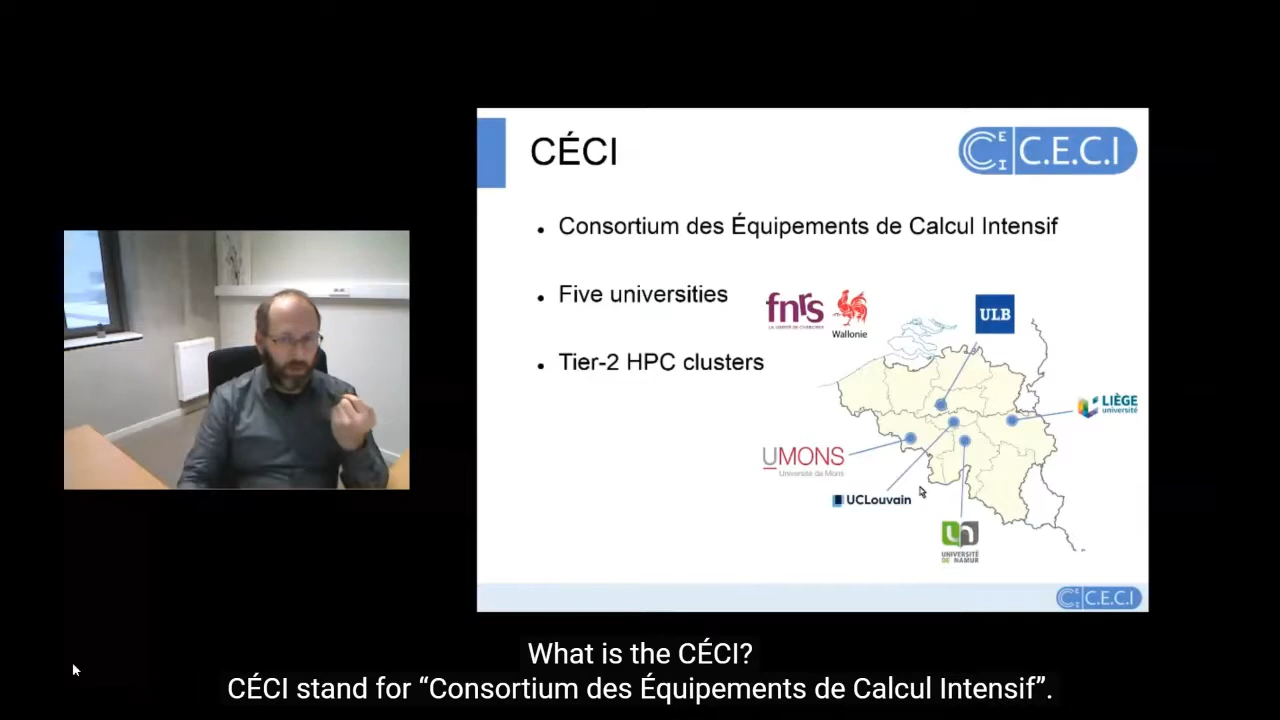 CÉCI
C E I C.E.C.I
• Consortium des Équipements de Calcul Intensif
• Five universities
fnrs
LA LIBERTÉ DE CHERCHER
Wallonie
ULB
• Tier-2 HPC clusters
LIÈGE
université
UMONS
Université de Mons
UCLouvain
UNIVERSITÉ
DE NAMUR
C E I C.E.C.I
What is the CÉCI?
CÉCI stand for “Consortium des Équipements de Calcul Intensif”.